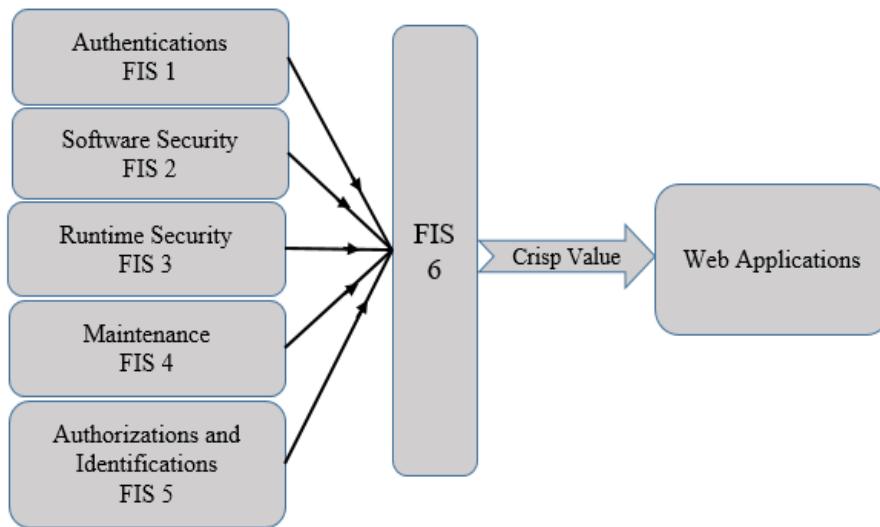 Authentications
FIS 1
Software Security
FIS 2
Runtime Security
FIS 3
Maintenance
FIS 4
Authorizations and
Identifications
FIS 5
FIS
6
Crisp Value
Web Applications